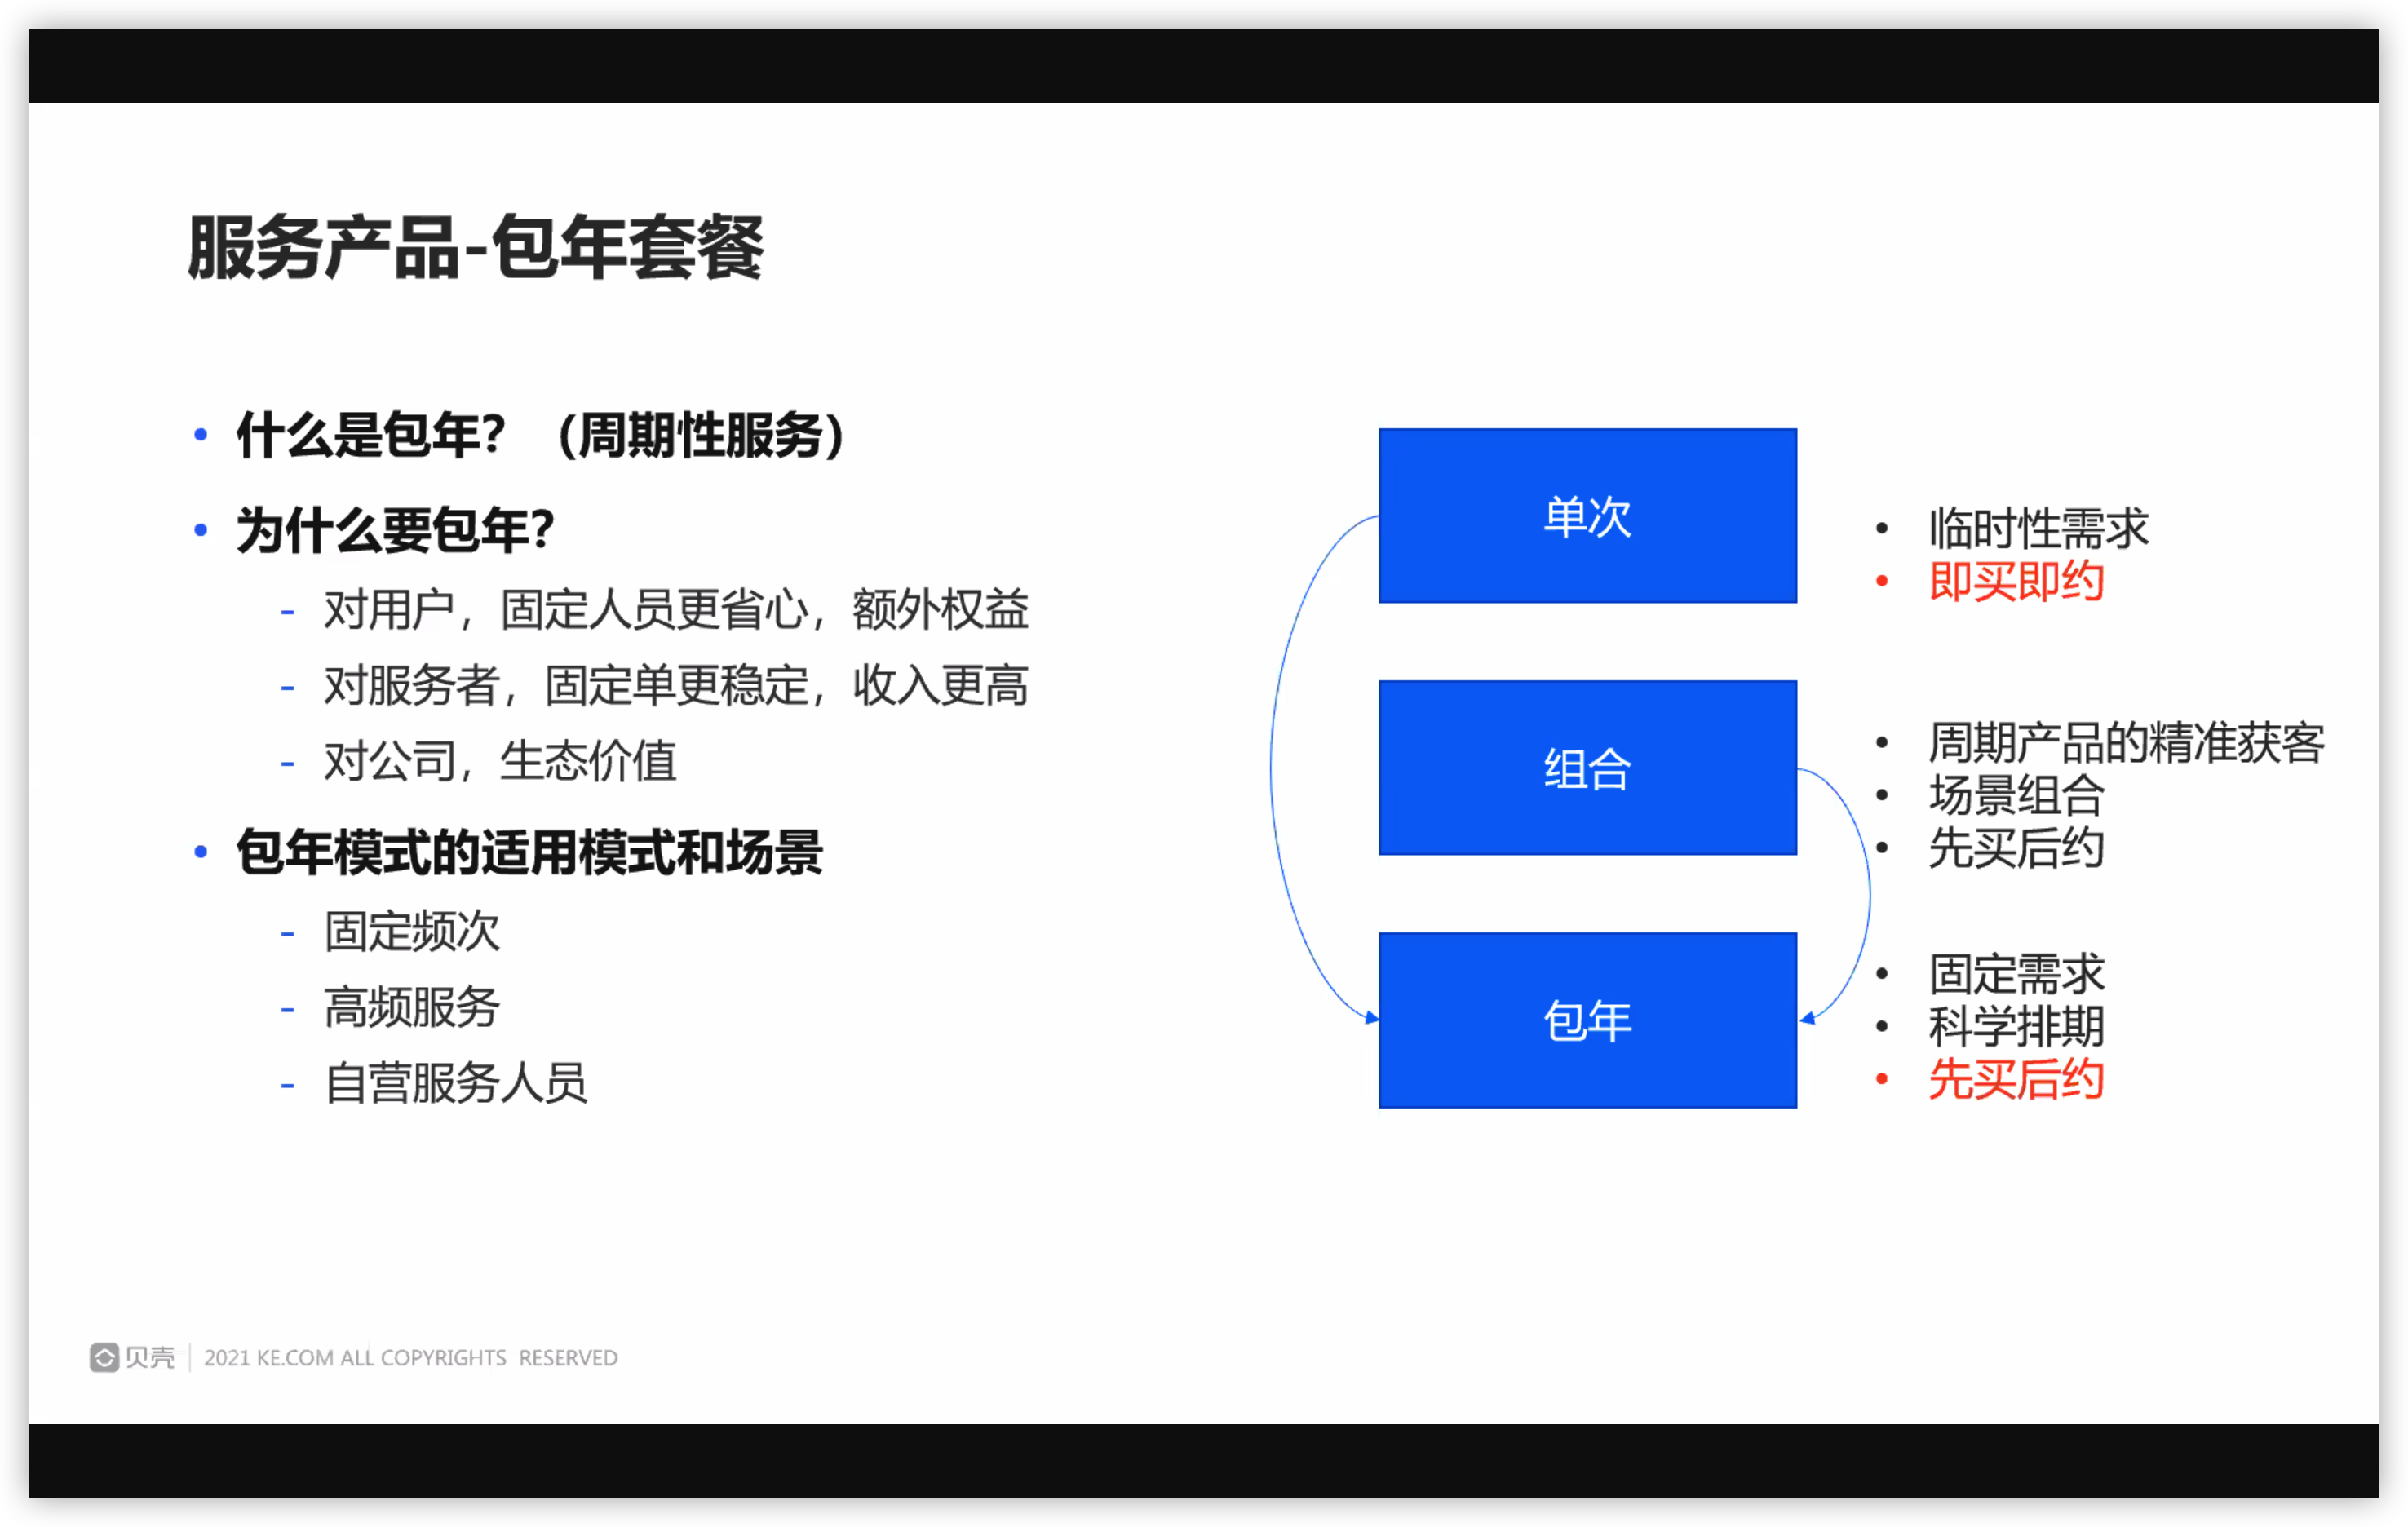 服务产品-包年套餐
• 什么是包年？（周期性服务）
• 为什么要包年？
- 对用户，固定人员更省心，额外权益
- 对服务者，固定单更稳定，收入更高
- 对公司，生态价值
• 包年模式的适用模式和场景
- 固定频次
- 高频服务
- 自营服务人员
单次
• 临时性需求
• 即买即约
组合
• 周期产品的精准获客
• 场景组合
• 先买后约
包年
• 固定需求
• 科学排期
• 先买后约
贝壳 | 2021 KE.COM ALL COPYRIGHTS RESERVED